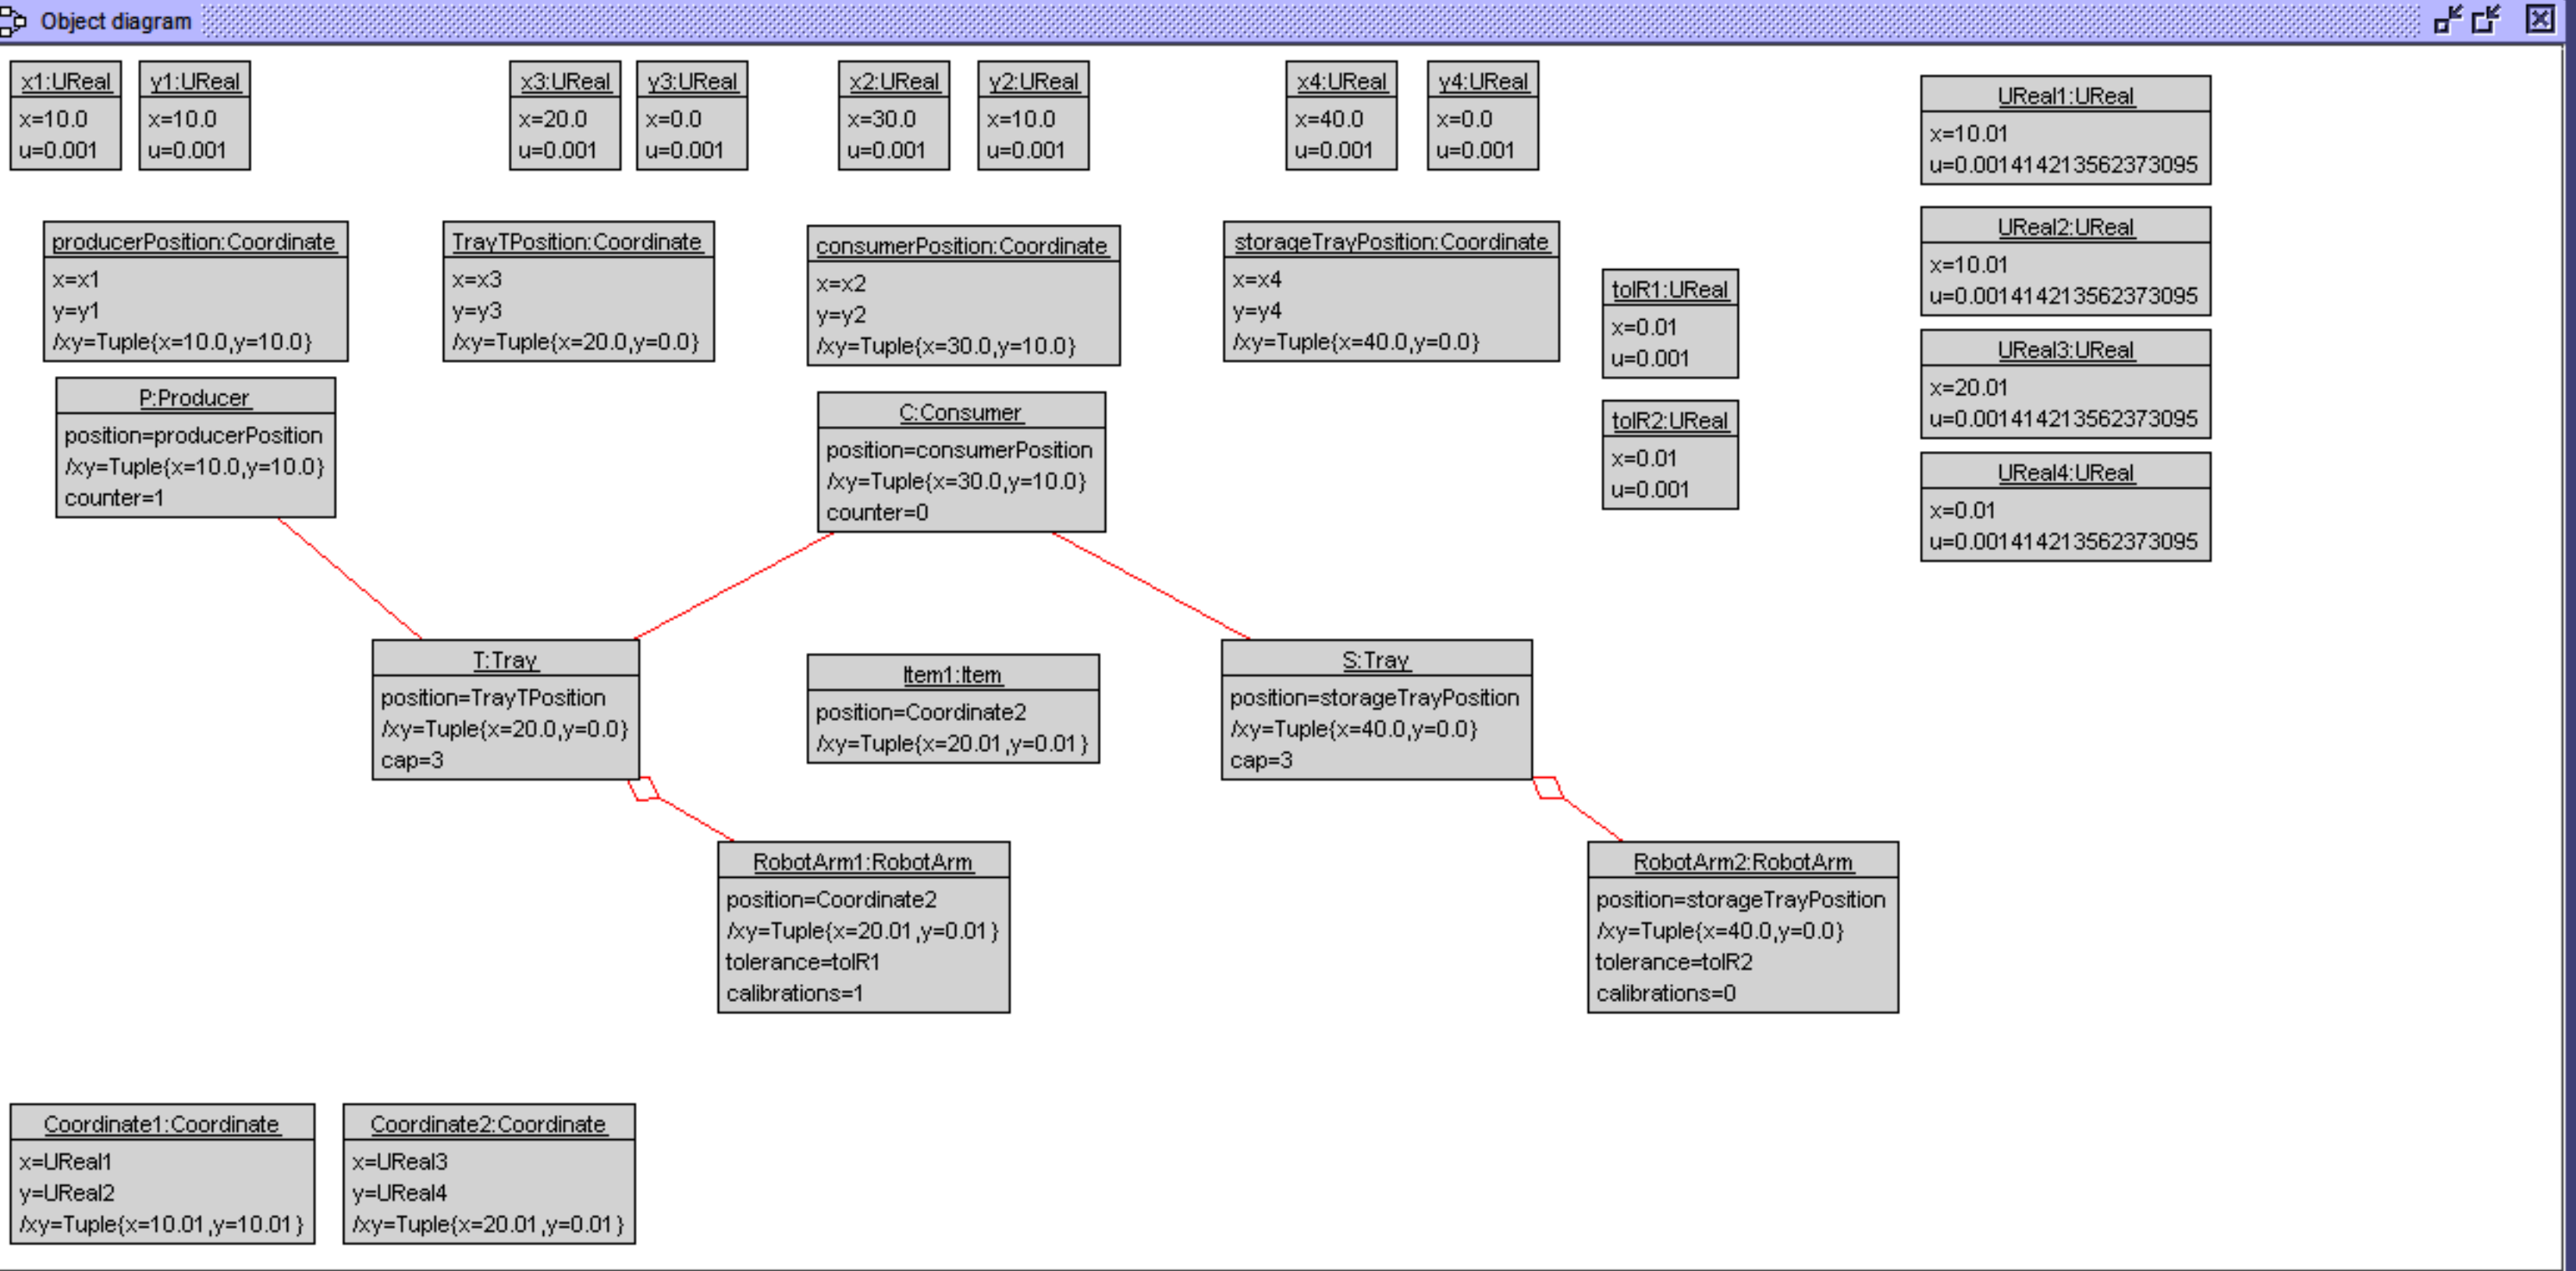 Object diagram
x1:UReal
x=10.0
u=0.001
y1:UReal
x=10.0
u=0.001
x3:UReal
x=20.0
u=0.001
y3:UReal
x=0.0
u=0.001
x2:UReal
x=30.0
u=0.001
y2:UReal
x=10.0
u=0.001
x4:UReal
x=40.0
u=0.001
y4:UReal
x=0.0
u=0.001
UReal1:UReal
x=10.01
u=0.001414213562373095
UReal2:UReal
x=10.01
u=0.001414213562373095
UReal3:UReal
x=20.01
u=0.001414213562373095
UReal4:UReal
x=0.01
u=0.001414213562373095
producerPosition:Coordinate
x=x1
y=y1
/xy=Tuple{x=10.0,y=10.0}
TrayTPosition:Coordinate
x=x3
y=y3
/xy=Tuple{x=20.0,y=0.0}
consumerPosition:Coordinate
x=x2
y=y2
/xy=Tuple{x=30.0,y=10.0}
storageTrayPosition:Coordinate
x=x4
y=y4
/xy=Tuple{x=40.0,y=0.0}
tolR1:UReal
x=0.01
u=0.001
tolR2:UReal
x=0.01
u=0.001
P:Producer
position=producerPosition
/xy=Tuple{x=10.0,y=10.0}
counter=1
C:Consumer
position=consumerPosition
/xy=Tuple{x=30.0,y=10.0}
counter=0
T:Tray
position=TrayTPosition
/xy=Tuple{x=20.0,y=0.0}
cap=3
Item1:Item
position=Coordinate2
/xy=Tuple{x=20.01,y=0.01}
S:Tray
position=storageTrayPosition
/xy=Tuple{x=40.0,y=0.0}
cap=3
RobotArm1:RobotArm
position=Coordinate2
/xy=Tuple{x=20.01,y=0.01}
tolerance=tolR1
calibrations=1
RobotArm2:RobotArm
position=storageTrayPosition
/xy=Tuple{x=40.0,y=0.0}
tolerance=tolR2
calibrations=0
Coordinate1:Coordinate
x=UReal1
y=UReal2
/xy=Tuple{x=10.01,y=10.01}
Coordinate2:Coordinate
x=UReal3
y=UReal4
/xy=Tuple{x=20.01,y=0.01}